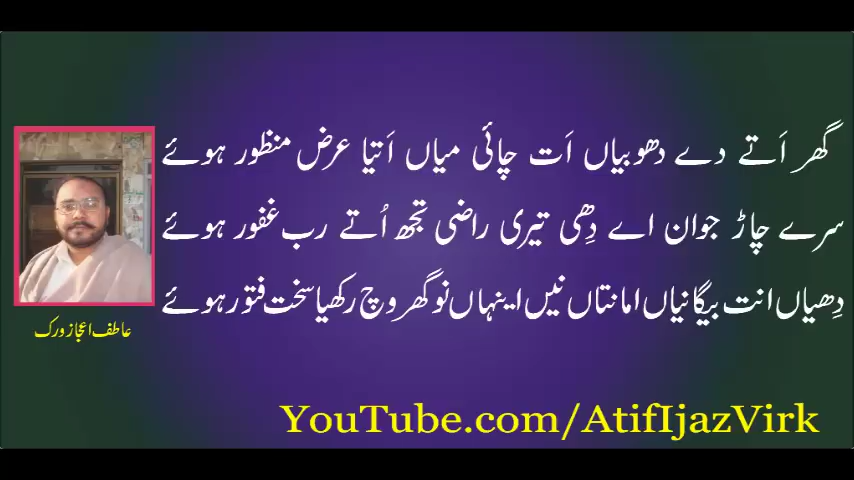 گھر اَتے دے دھوبیاں اَت چائی میاں اَتیا عرض منظور ہوئے
سرے چاڑ جوان اے دِھی تیری راضی تجھ اُتے رب غفور ہوئے
دِھیاں انت بیگانیاں امانتاں نیں اینہاں نو گھر وچ رکھیا سخت فتور ہوئے
عاطف اعجاز ورک
YouTube.com/AtifIjazVirk